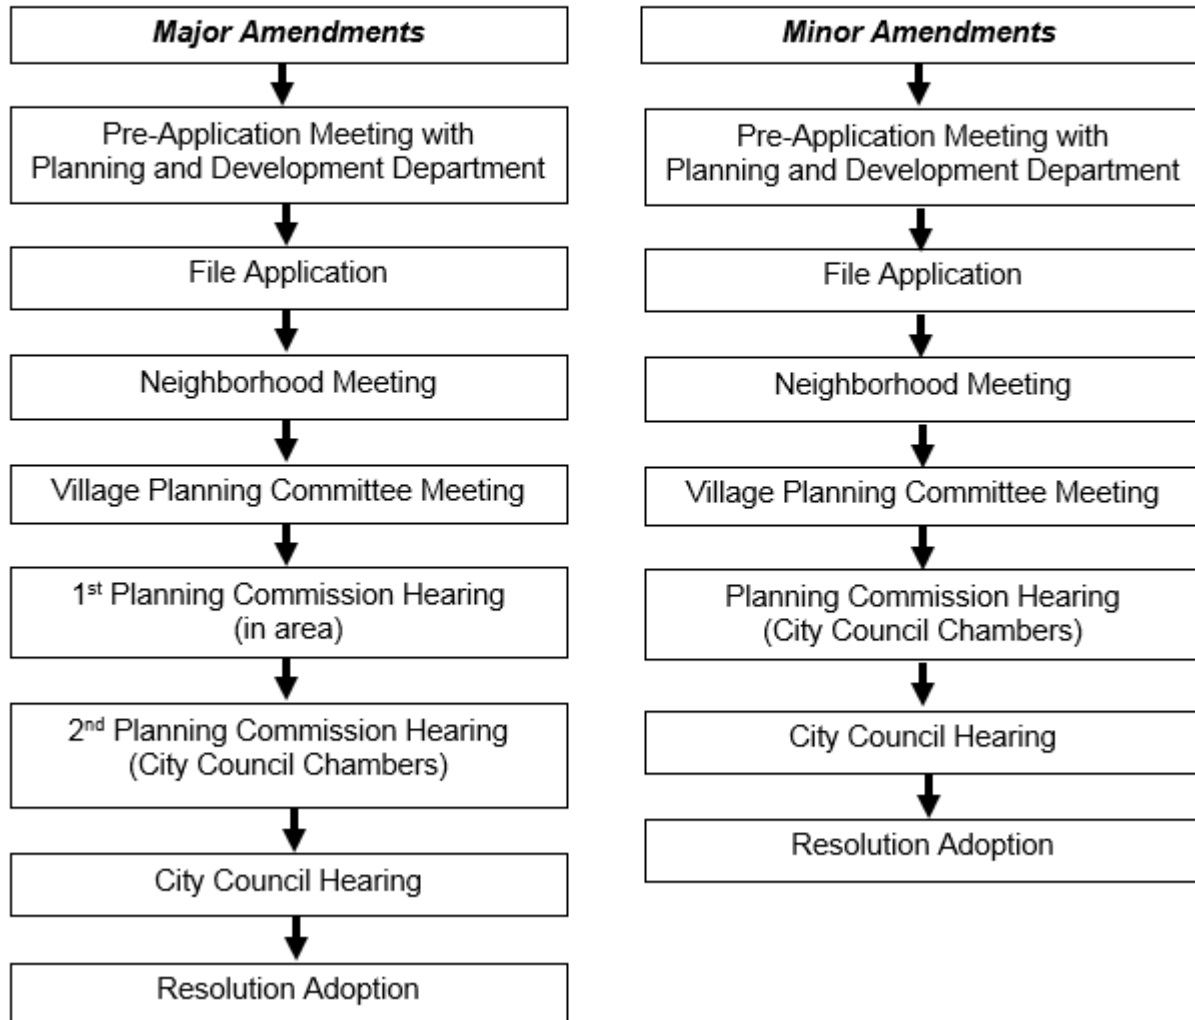 Major Amendments
Pre-Application Meeting with
Planning and Development Department
File Application
Neighborhood Meeting
Village Planning Committee Meeting
1st Planning Commission Hearing
(in area)
2nd Planning Commission Hearing
(City Council Chambers)
City Council Hearing
Resolution Adoption
Minor Amendments
Pre-Application Meeting with
Planning and Development Department
File Application
Neighborhood Meeting
Village Planning Committee Meeting
Planning Commission Hearing
(City Council Chambers)
City Council Hearing
Resolution Adoption